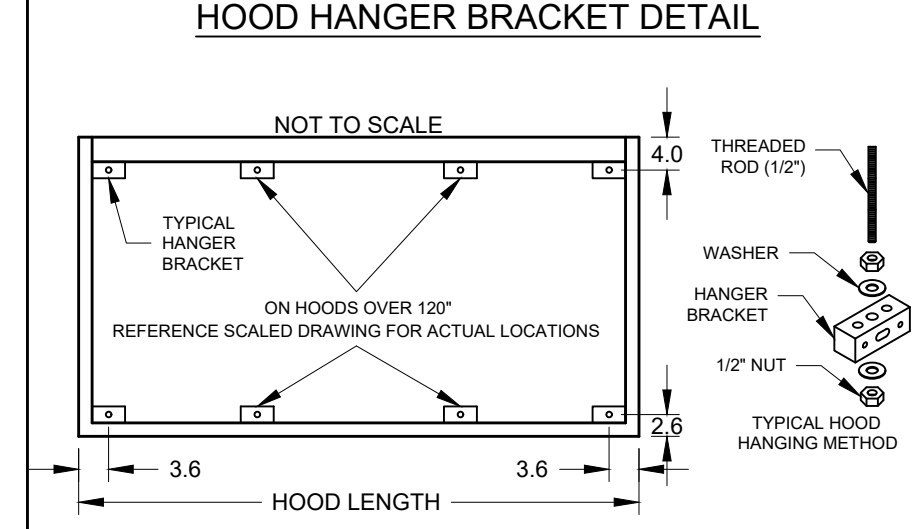 HOOD HANGER BRACKET DETAIL
NOT TO SCALE
4.0
TYPICAL
HANGER
BRACKET
ON HOODS OVER 120"
REFERENCE SCALED DRAWING FOR ACTUAL LOCATIONS
2.6
3.6
3.6
HOOD LENGTH
THREADED
ROD (1/2")
WASHER
HANGER
BRACKET
1/2" NUT
TYPICAL HOOD
HANGING METHOD